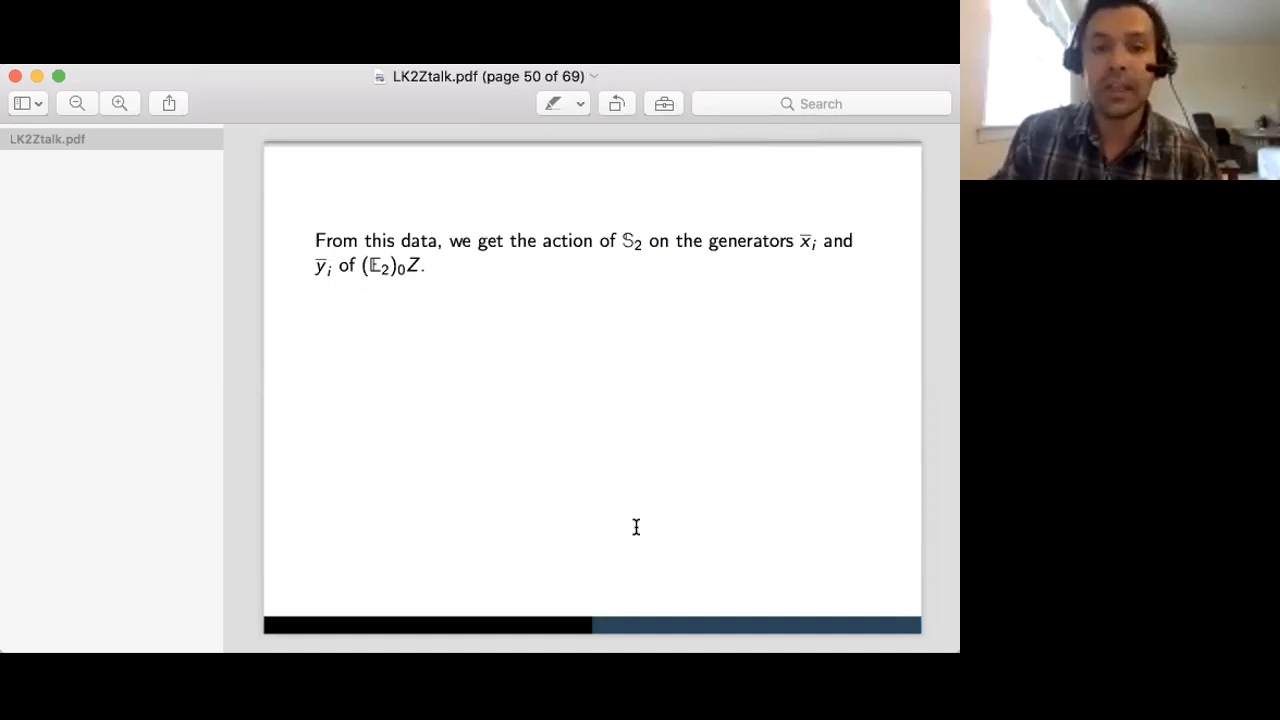 LK2Ztalk.pdf (page 50 of 69)
Search
LK2Ztalk.pdf
From this data, we get the action of 𝕊₂ on the generators x̅ᵢ and
y̅ᵢ of (𝔼₂)₀Z.